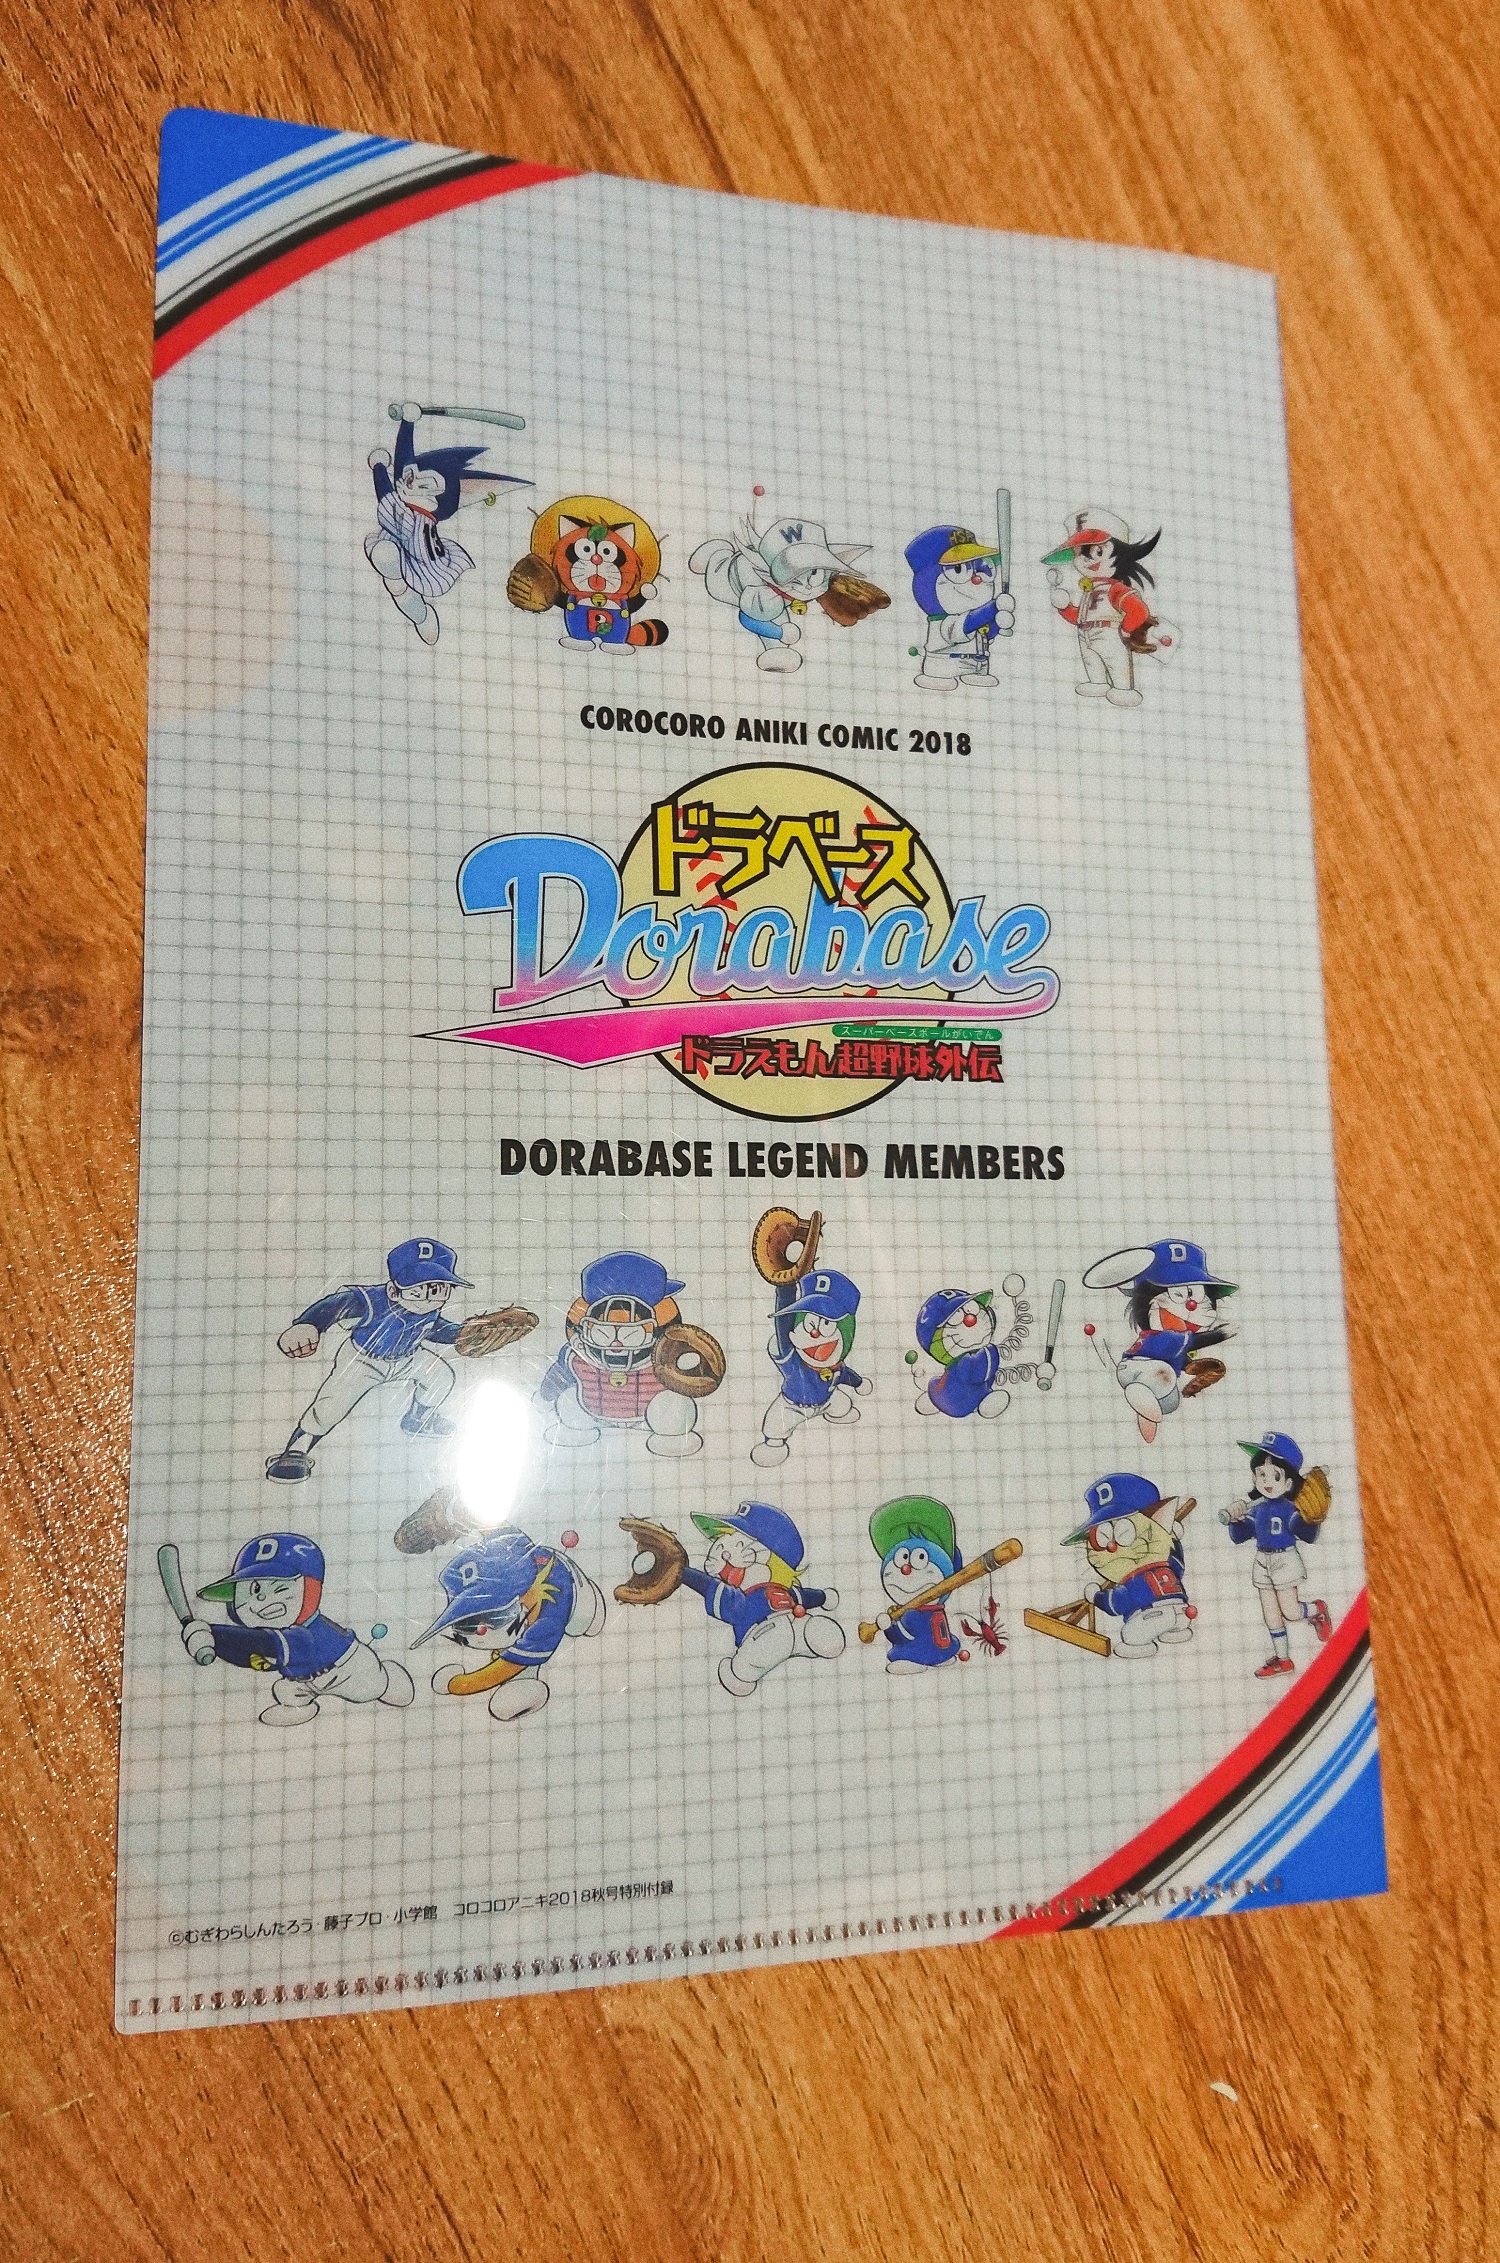 W
HSA
F
F
COROCORO ANIKI COMIC 2018
ドラベース
Dorabase
スーパーベースボールがいでん
ドラえもん超野球外伝
DORABASE LEGEND MEMBERS
D
D
D
D
D
D
D
D
D
D
0
12
©むぎわらしんたろう・藤子プロ・小学館 コロコロアニキ2018秋号特別付録